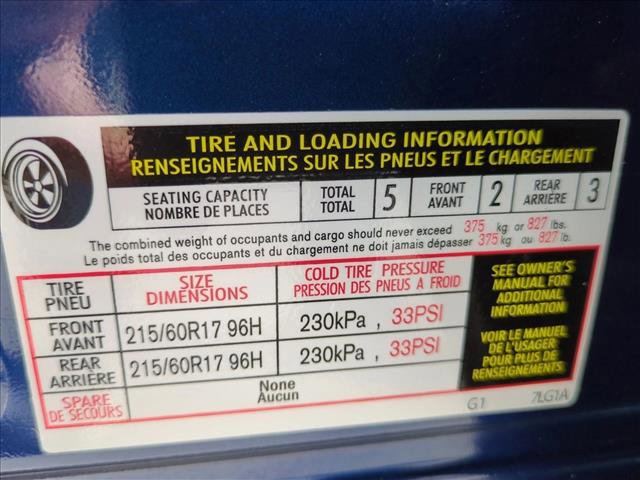 TIRE AND LOADING INFORMATION
RENSEIGNEMENTS SUR LES PNEUS ET LE CHARGEMENT
SEATING CAPACITY TOTAL 5 FRONT 2 REAR 3
NOMBRE DE PLACES TOTAL AVANT ARRIÈRE
The combined weight of occupants and cargo should never exceed 375 kg or 827 lbs.
Le poids total des occupants et du chargement ne doit jamais dépasser 375 kg ou 827 lb.
TIRE SIZE COLD TIRE PRESSURE
PNEU DIMENSIONS PRESSION DES PNEUS A FROID
FRONT
AVANT 215/60R17 96H 230kPa , 33PSI
REAR
ARRIÈRE 215/60R17 96H 230kPa , 33PSI
SPARE None
DE SECOURS Aucun
SEE OWNER'S
MANUAL FOR
ADDITIONAL
INFORMATION
VOIR LE MANUEL
DE L'USAGER
POUR PLUS DE
RENSEIGNEMENTS
G1 7LG1A